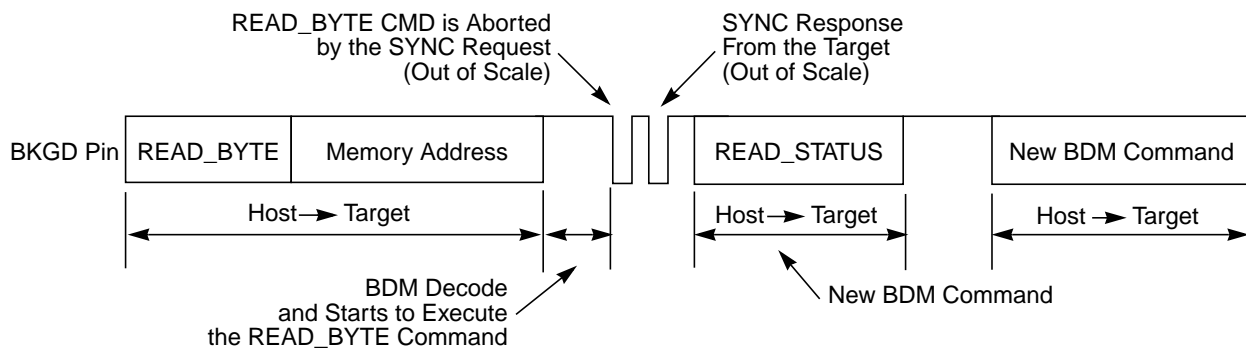 READ_BYTE CMD is Aborted
by the SYNC Request
(Out of Scale)
SYNC Response
From the Target
(Out of Scale)
BKGD Pin
READ_BYTE
Memory Address
READ_STATUS
New BDM Command
Host → Target
Host → Target
Host → Target
BDM Decode
and Starts to Execute
the READ_BYTE Command
New BDM Command